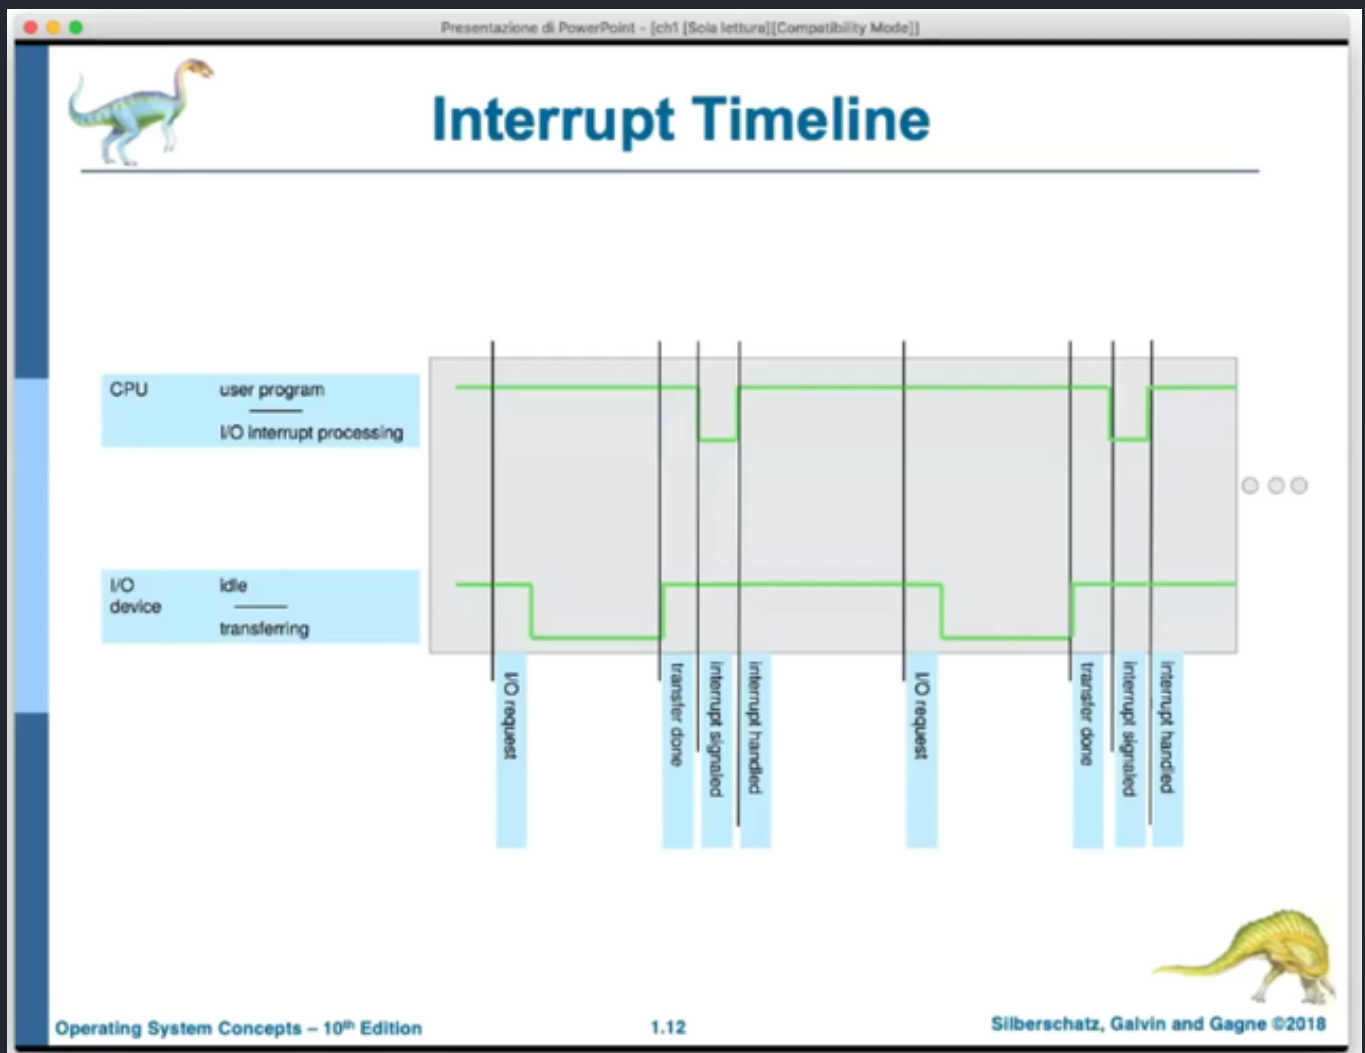 Presentazione di PowerPoint - [ch1 [Sola lettura][Compatibility Mode]]
Interrupt Timeline
CPU
user program
I/O interrupt processing
I/O
device
idle
transferring
I/O request
transfer done
interrupt signaled
interrupt handled
I/O request
transfer done
interrupt signaled
interrupt handled
Operating System Concepts – 10th Edition
1.12
Silberschatz, Galvin and Gagne ©2018